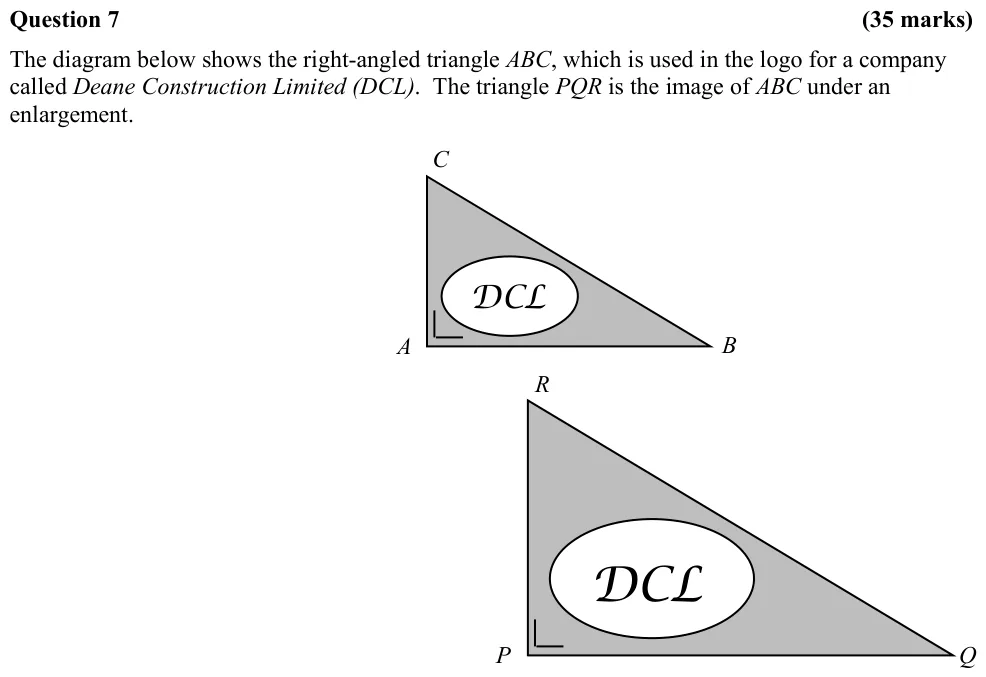 Question 7 (35 marks)
The diagram below shows the right-angled triangle ABC, which is used in the logo for a company
called Deane Construction Limited (DCL). The triangle PQR is the image of ABC under an
enlargement.
C
DCL
A B
R
DCL
P Q